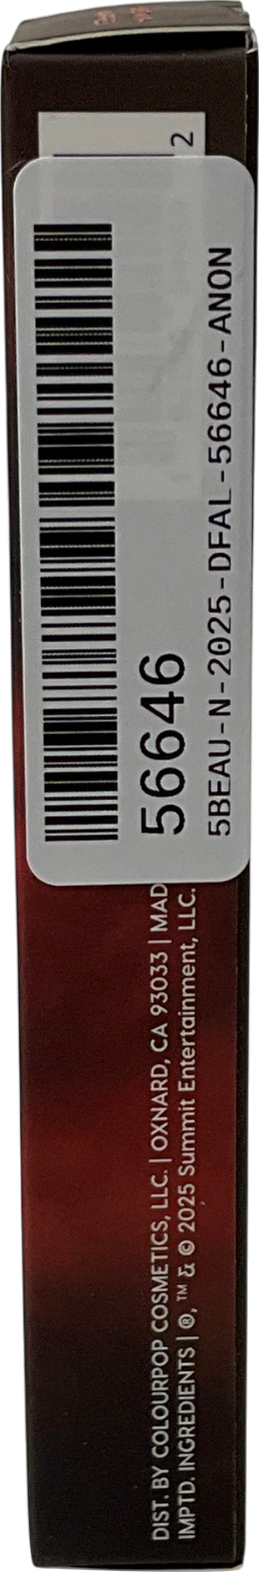 2
56646
5BEAU-N-2025-DFAL-56646-ANON
DIST. BY COLOURPOP COSMETICS, LLC. | OXNARD, CA 93033 | MAD
IMPTD. INGREDIENTS | ®, ™ & © 2025 Summit Entertainment, LLC.